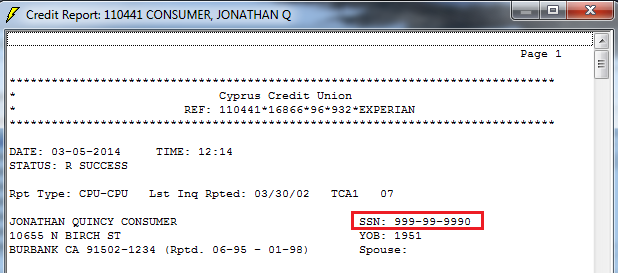 Credit Report: 110441 CONSUMER, JONATHAN Q
Page 1
*******************************************************************************
* Cyprus Credit Union
* REF: 110441*16866*96*932*EXPERIAN
*******************************************************************************
DATE: 03-05-2014 TIME: 12:14
STATUS: R SUCCESS
Rpt Type: CPU-CPU Lst Inq Rpted: 03/30/02 TCA1 07
JONATHAN QUINCY CONSUMER SSN: 999-99-9990
10655 N BIRCH ST YOB: 1951
BURBANK CA 91502-1234 (Rptd. 06-95 - 01-98) Spouse: